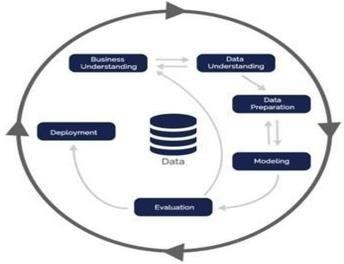 Business
Understanding
Data
Understanding
Data
Preparation
Deployment
Data
Modeling
Evaluation